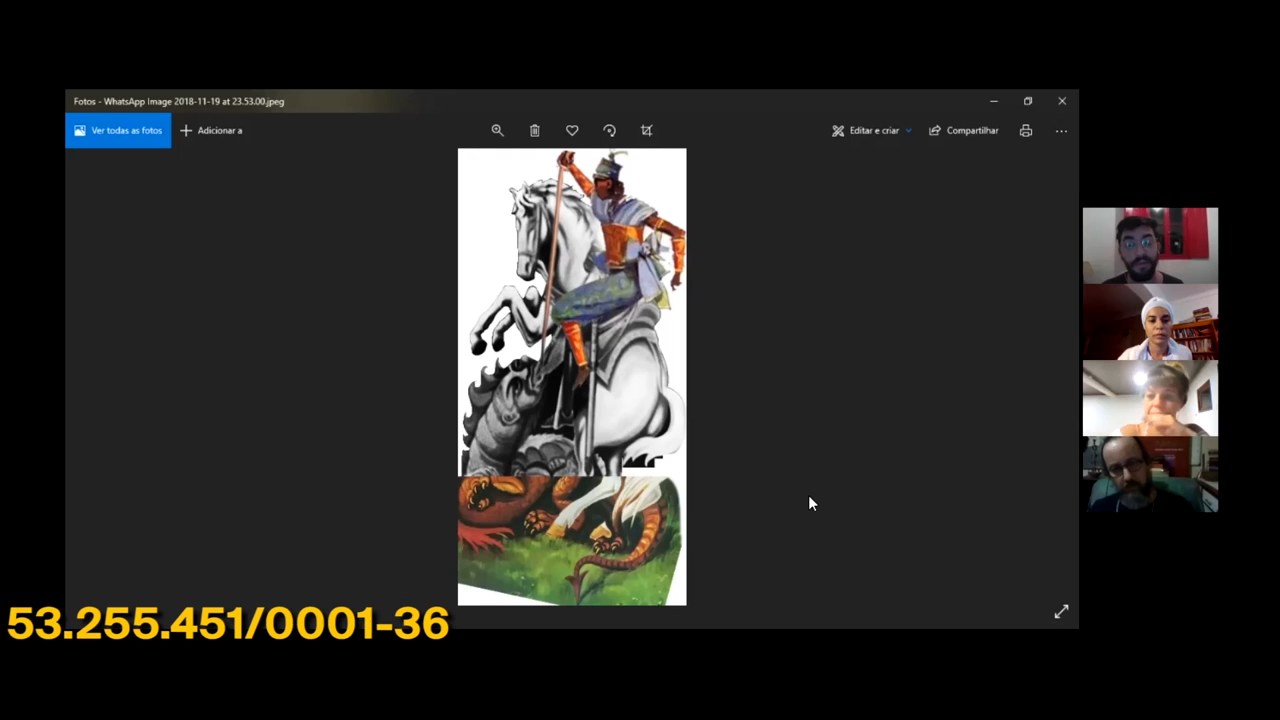 Fotos - WhatsApp Image 2018-11-19 at 23.53.00.jpeg
Ver todas as fotos
Adicionar a
Editar e criar
Compartilhar
53.255.451/0001-36